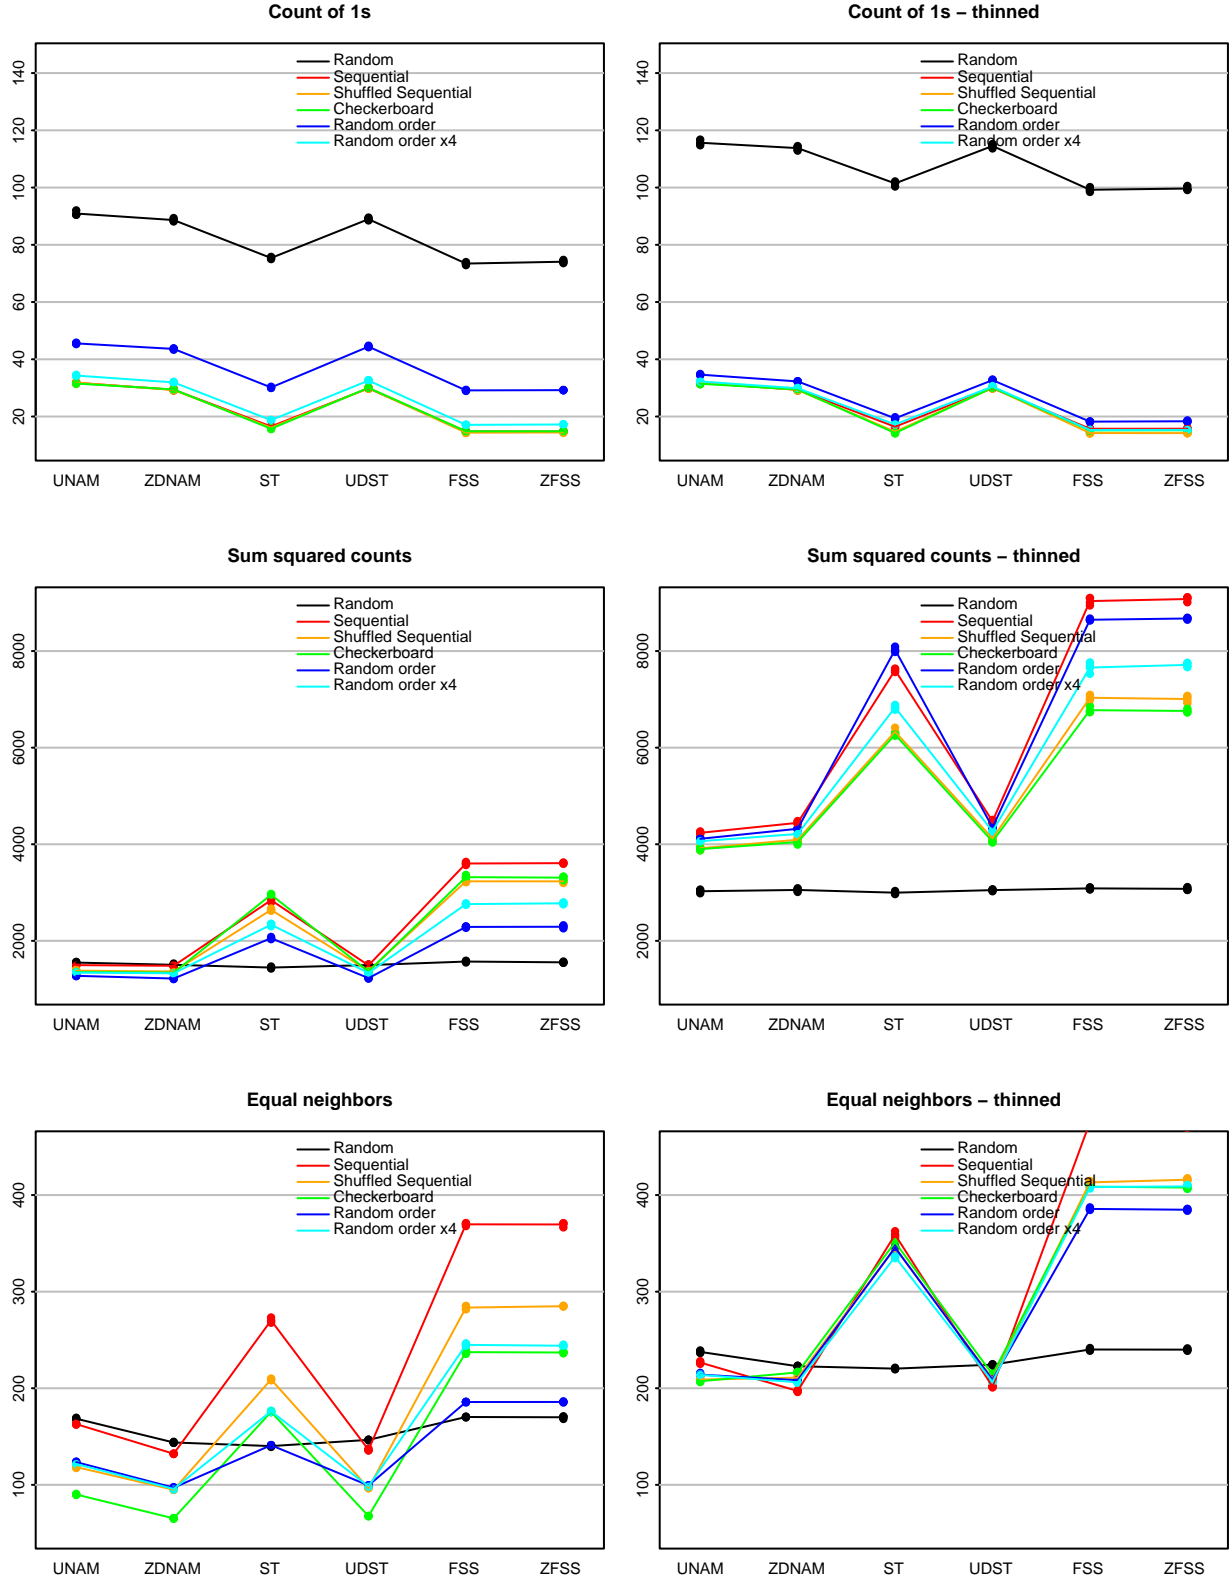 Count of 1s
Random
Sequential
Shuffled Sequential
Checkerboard
Random order
Random order x4
20 40 60 80 100 120 140
UNAM ZDNAM ST UDST FSS ZFSS
Count of 1s − thinned
Random
Sequential
Shuffled Sequential
Checkerboard
Random order
Random order x4
20 40 60 80 100 120 140
UNAM ZDNAM ST UDST FSS ZFSS
Sum squared counts
Random
Sequential
Shuffled Sequential
Checkerboard
Random order
Random order x4
2000 4000 6000 8000
UNAM ZDNAM ST UDST FSS ZFSS
Sum squared counts − thinned
Random
Sequential
Shuffled Sequential
Checkerboard
Random order
Random order x4
2000 4000 6000 8000
UNAM ZDNAM ST UDST FSS ZFSS
Equal neighbors
Random
Sequential
Shuffled Sequential
Checkerboard
Random order
Random order x4
100 200 300 400
UNAM ZDNAM ST UDST FSS ZFSS
Equal neighbors − thinned
Random
Sequential
Shuffled Sequential
Checkerboard
Random order
Random order x4
100 200 300 400
UNAM ZDNAM ST UDST FSS ZFSS